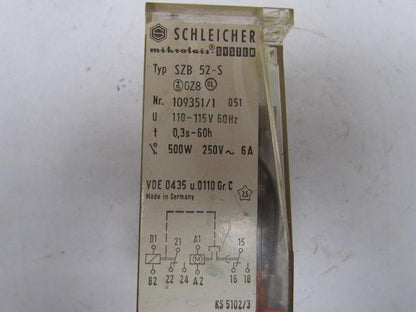 SCHLEICHER
mikrolais-SYSTEM
Typ SZB 52-S
GZ8
Nr. 109351/1 051
U 110-115V 60Hz
t 0,3s-60h
500W 250V~ 6A
VDE 0435 u.0110 Gr.C
Made in Germany
B1 21 A1 15
M
B2 22 24 A2 16 18
KS 5102/3